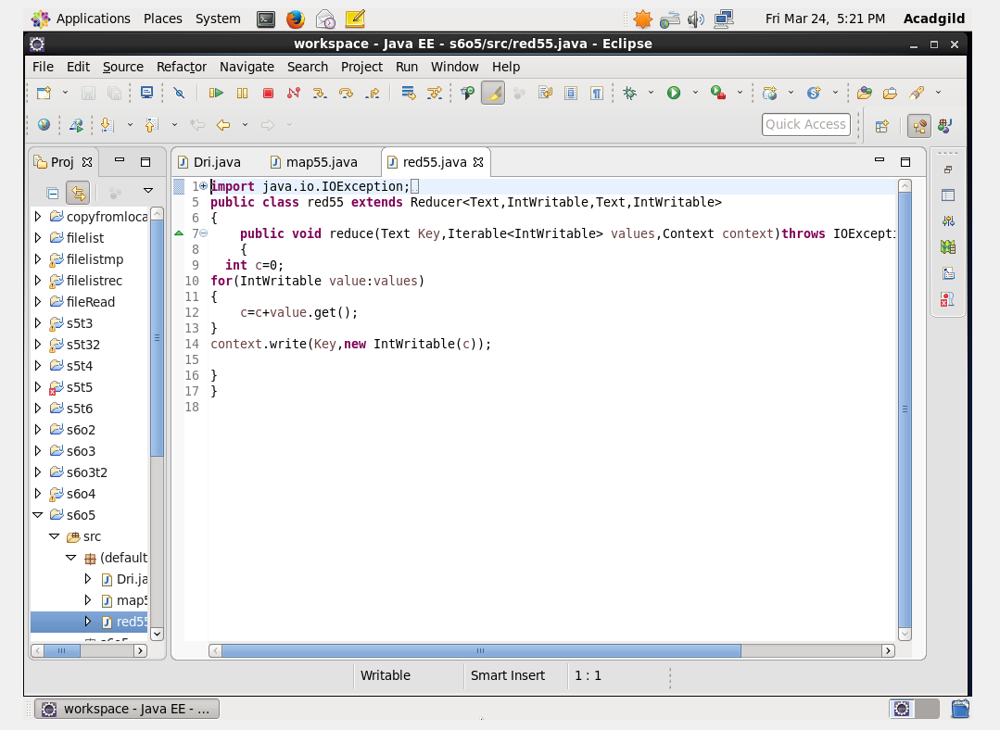 Applications Places System Fri Mar 24, 5:21 PM Acadgild
workspace - Java EE - s6o5/src/red55.java - Eclipse
File Edit Source Refactor Navigate Search Project Run Window Help
Quick Access
Proj
Dri.java map55.java red55.java
copyfromloca
filelist
filelistmp
filelistrec
fileRead
s5t3
s5t32
s5t4
s5t5
s5t6
s6o2
s6o3
s6o3t2
s6o4
s6o5
src
(default
Dri.ja
map5
red55
1 import java.io.IOException;
5 public class red55 extends Reducer<Text,IntWritable,Text,IntWritable>
6 {
7 public void reduce(Text Key,Iterable<IntWritable> values,Context context)throws IOExcepti
8 {
9 int c=0;
10 for(IntWritable value:values)
11 {
12 c=c+value.get();
13 }
14 context.write(Key,new IntWritable(c));
15
16 }
17 }
18
Writable Smart Insert 1 : 1
workspace - Java EE - ...